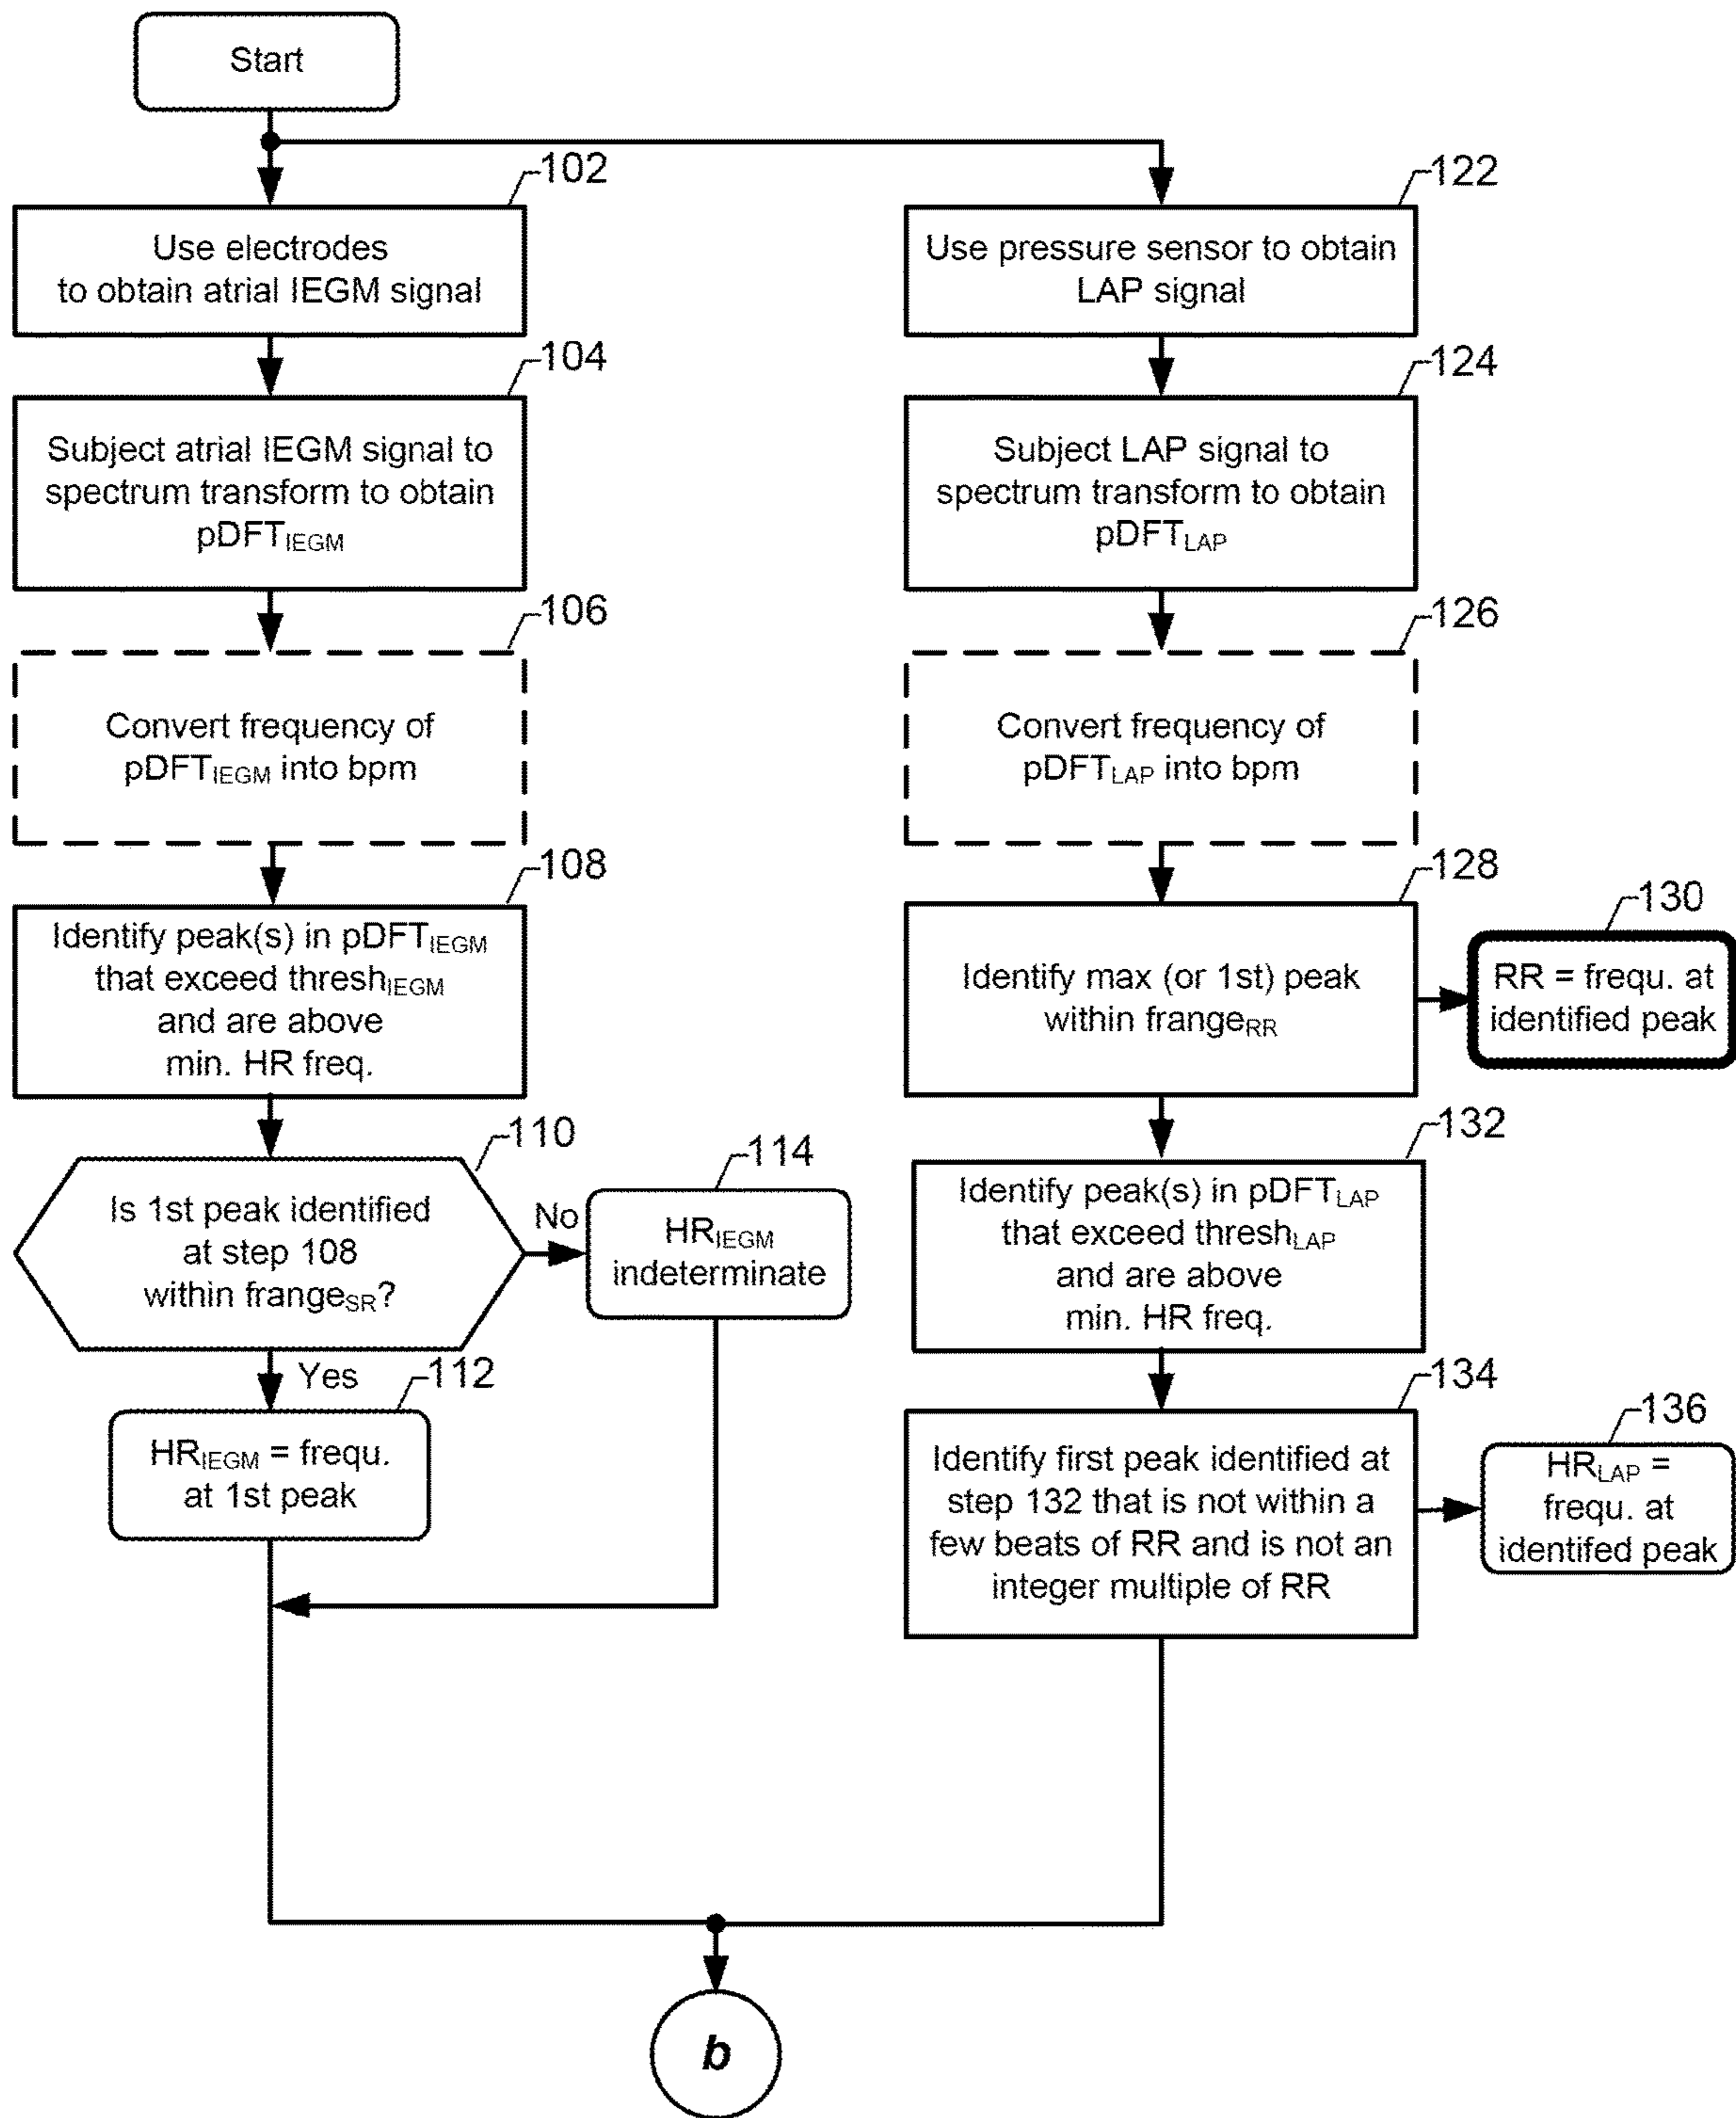 Start
102
Use electrodes
to obtain atrial IEGM signal
104
Subject atrial IEGM signal to
spectrum transform to obtain
pDFTIEGM
106
Convert frequency of
pDFTIEGM into bpm
108
Identify peak(s) in pDFTIEGM
that exceed threshIEGM
and are above
min. HR freq.
110
Is 1st peak identified
at step 108
within frangeSR?
No
114
HRIEGM
indeterminate
Yes
112
HRIEGM = frequ.
at 1st peak
122
Use pressure sensor to obtain
LAP signal
124
Subject LAP signal to
spectrum transform to obtain
pDFTLAP
126
Convert frequency of
pDFTLAP into bpm
128
Identify max (or 1st) peak
within frangeRR
130
RR = frequ. at
identified peak
132
Identify peak(s) in pDFTLAP
that exceed threshLAP
and are above
min. HR freq.
134
Identify first peak identified at
step 132 that is not within a
few beats of RR and is not an
integer multiple of RR
136
HRLAP =
frequ. at
identifed peak
b